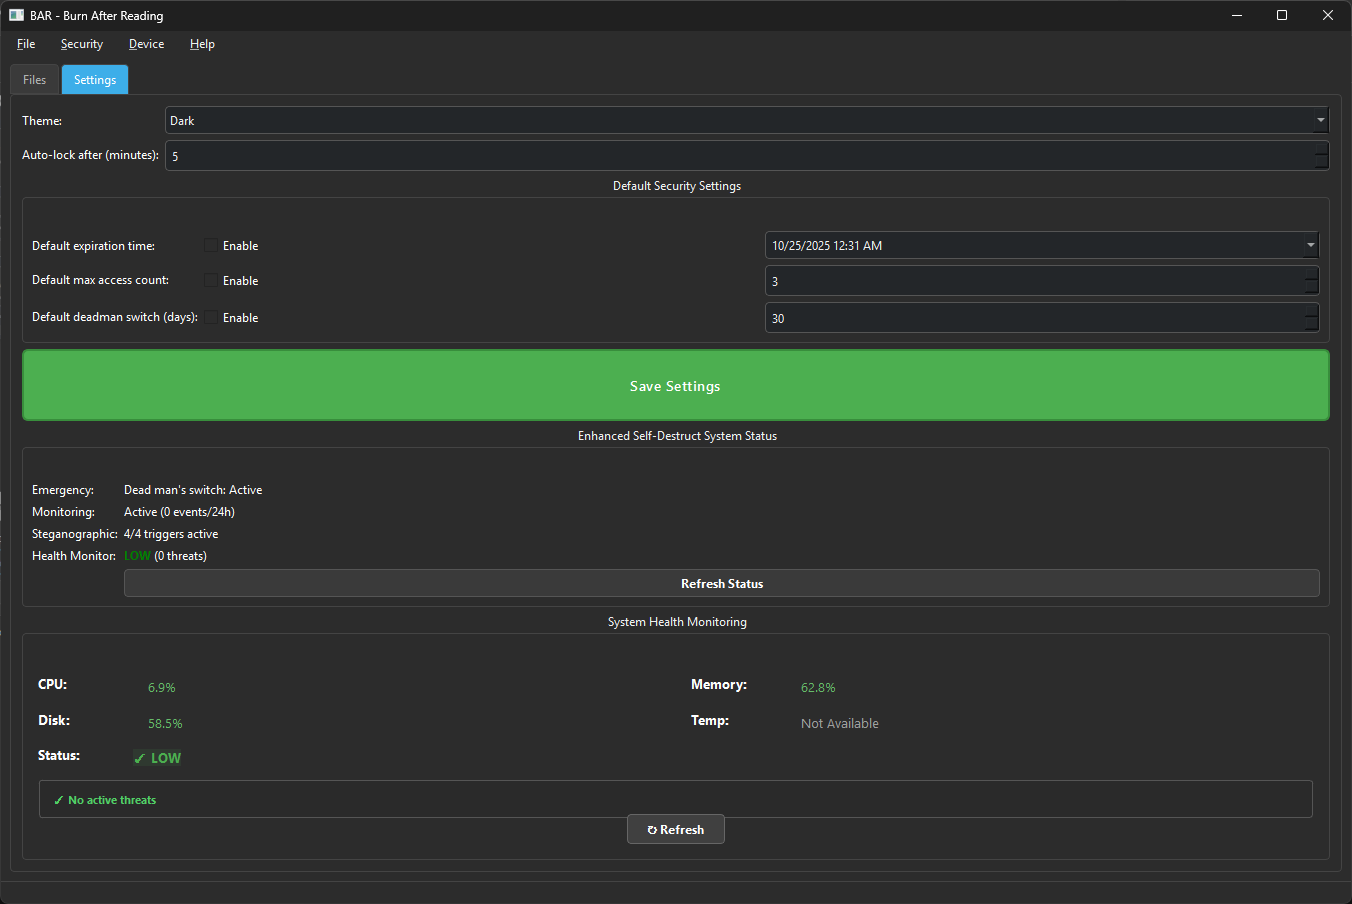 BAR - Burn After Reading
File Security Device Help
Files Settings
Theme: Dark
Auto-lock after (minutes): 5
Default Security Settings
Default expiration time: Enable 10/25/2025 12:31 AM
Default max access count: Enable 3
Default deadman switch (days): Enable 30
Save Settings
Enhanced Self-Destruct System Status
Emergency: Dead man's switch: Active
Monitoring: Active (0 events/24h)
Steganographic: 4/4 triggers active
Health Monitor: LOW (0 threats)
Refresh Status
System Health Monitoring
CPU: 6.9% Memory: 62.8%
Disk: 58.5% Temp: Not Available
Status: ✓ LOW
✓ No active threats
↻ Refresh